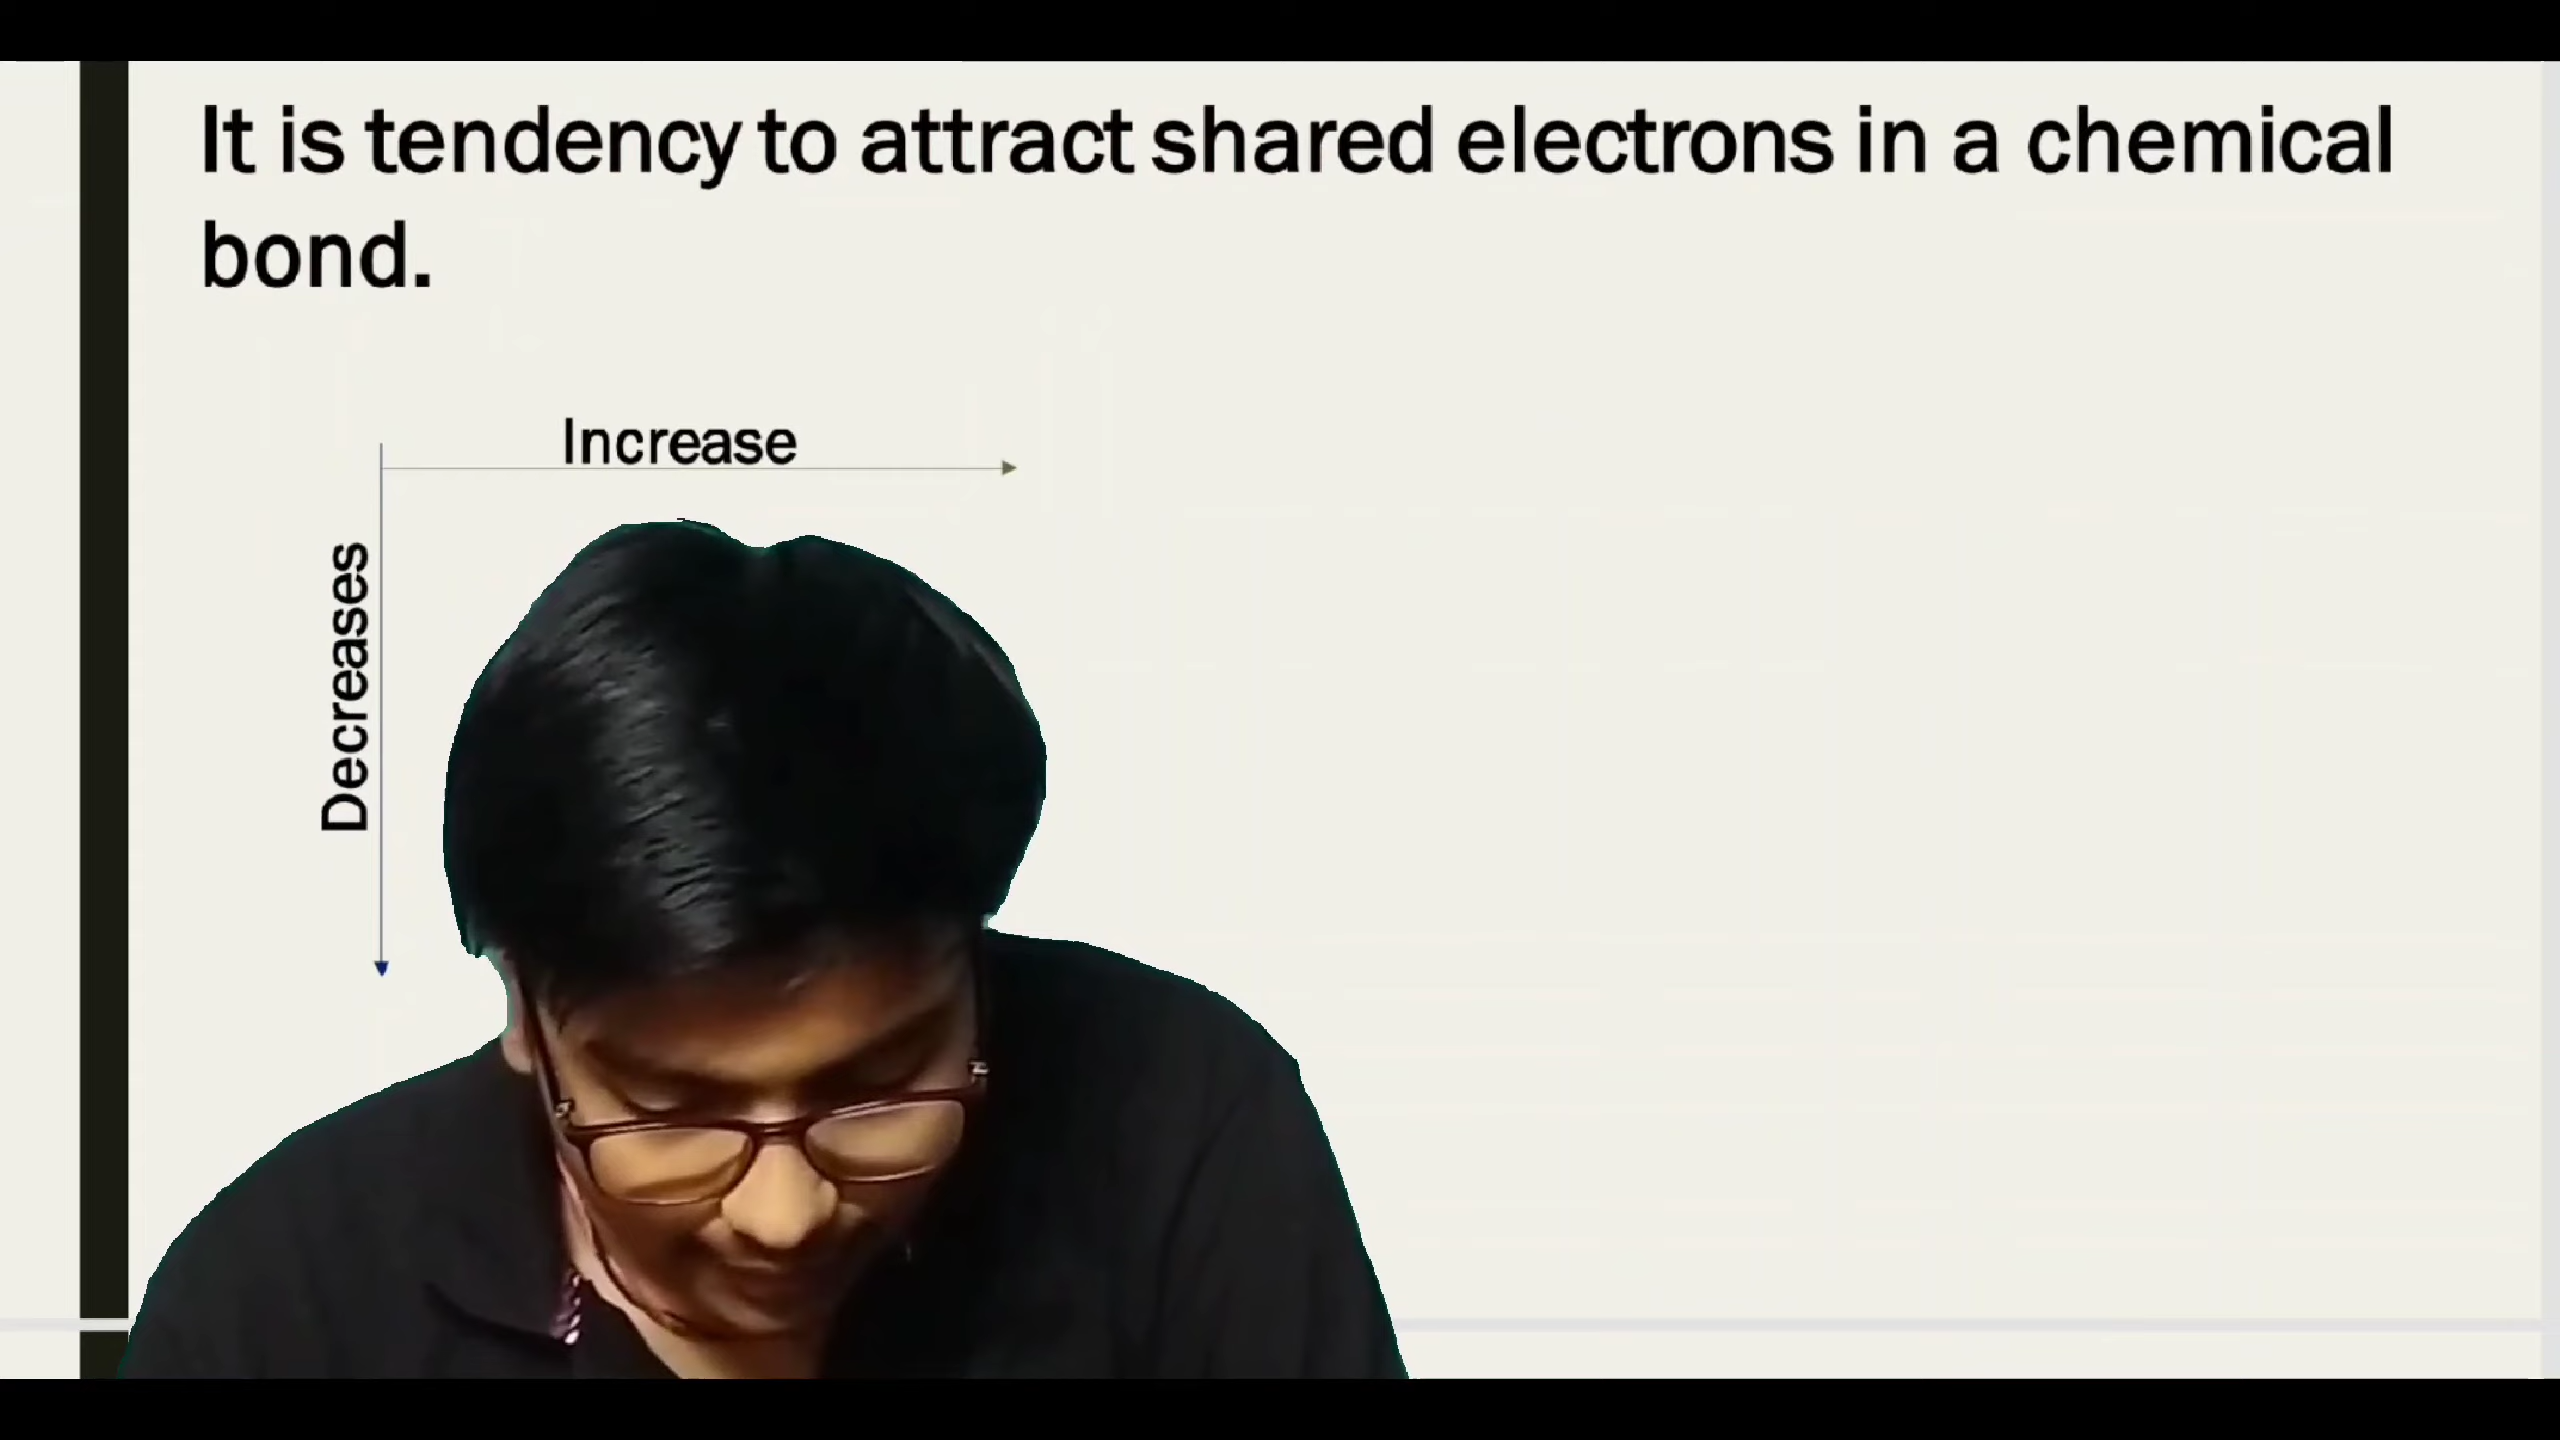 It is tendency to attract shared electrons in a chemical
bond.
Increase
Decreases